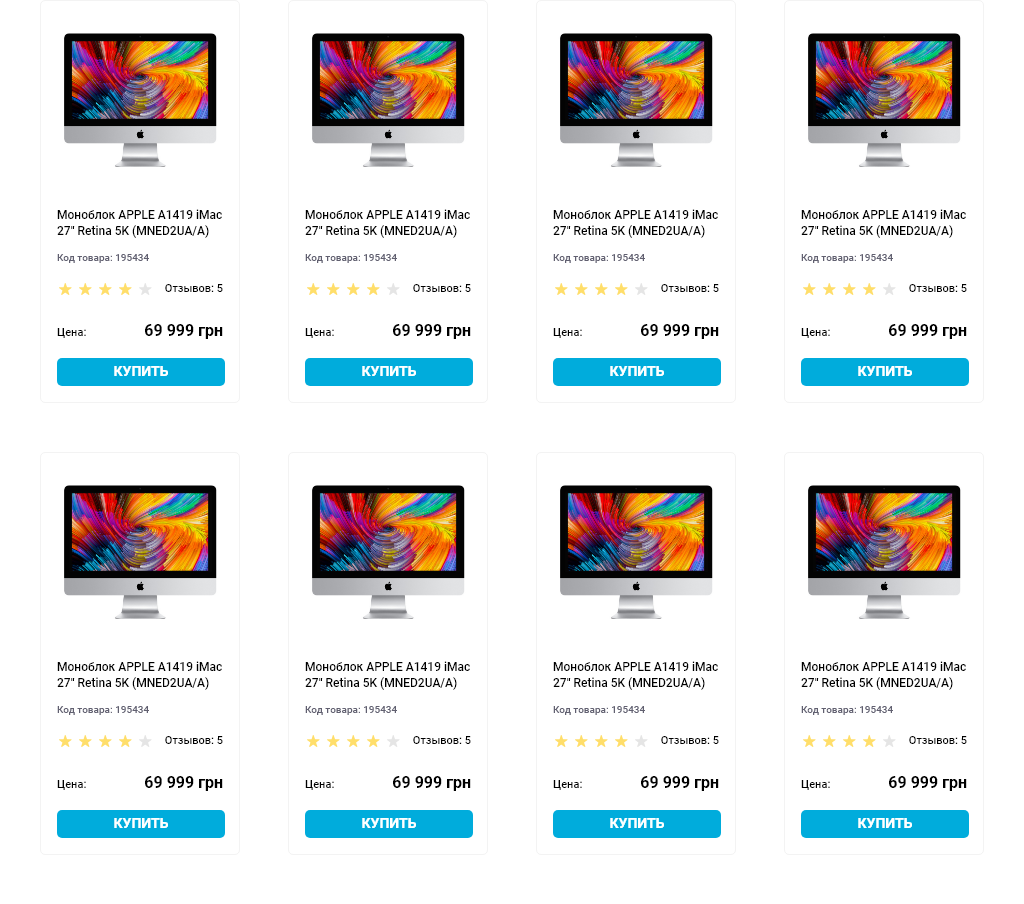 Моноблок APPLE A1419 iMac
27" Retina 5K (MNED2UA/A)
Код товара: 195434
Отзывов: 5
Цена: 69 999 грн
КУПИТЬ
Моноблок APPLE A1419 iMac
27" Retina 5K (MNED2UA/A)
Код товара: 195434
Отзывов: 5
Цена: 69 999 грн
КУПИТЬ
Моноблок APPLE A1419 iMac
27" Retina 5K (MNED2UA/A)
Код товара: 195434
Отзывов: 5
Цена: 69 999 грн
КУПИТЬ
Моноблок APPLE A1419 iMac
27" Retina 5K (MNED2UA/A)
Код товара: 195434
Отзывов: 5
Цена: 69 999 грн
КУПИТЬ
Моноблок APPLE A1419 iMac
27" Retina 5K (MNED2UA/A)
Код товара: 195434
Отзывов: 5
Цена: 69 999 грн
КУПИТЬ
Моноблок APPLE A1419 iMac
27" Retina 5K (MNED2UA/A)
Код товара: 195434
Отзывов: 5
Цена: 69 999 грн
КУПИТЬ
Моноблок APPLE A1419 iMac
27" Retina 5K (MNED2UA/A)
Код товара: 195434
Отзывов: 5
Цена: 69 999 грн
КУПИТЬ
Моноблок APPLE A1419 iMac
27" Retina 5K (MNED2UA/A)
Код товара: 195434
Отзывов: 5
Цена: 69 999 грн
КУПИТЬ